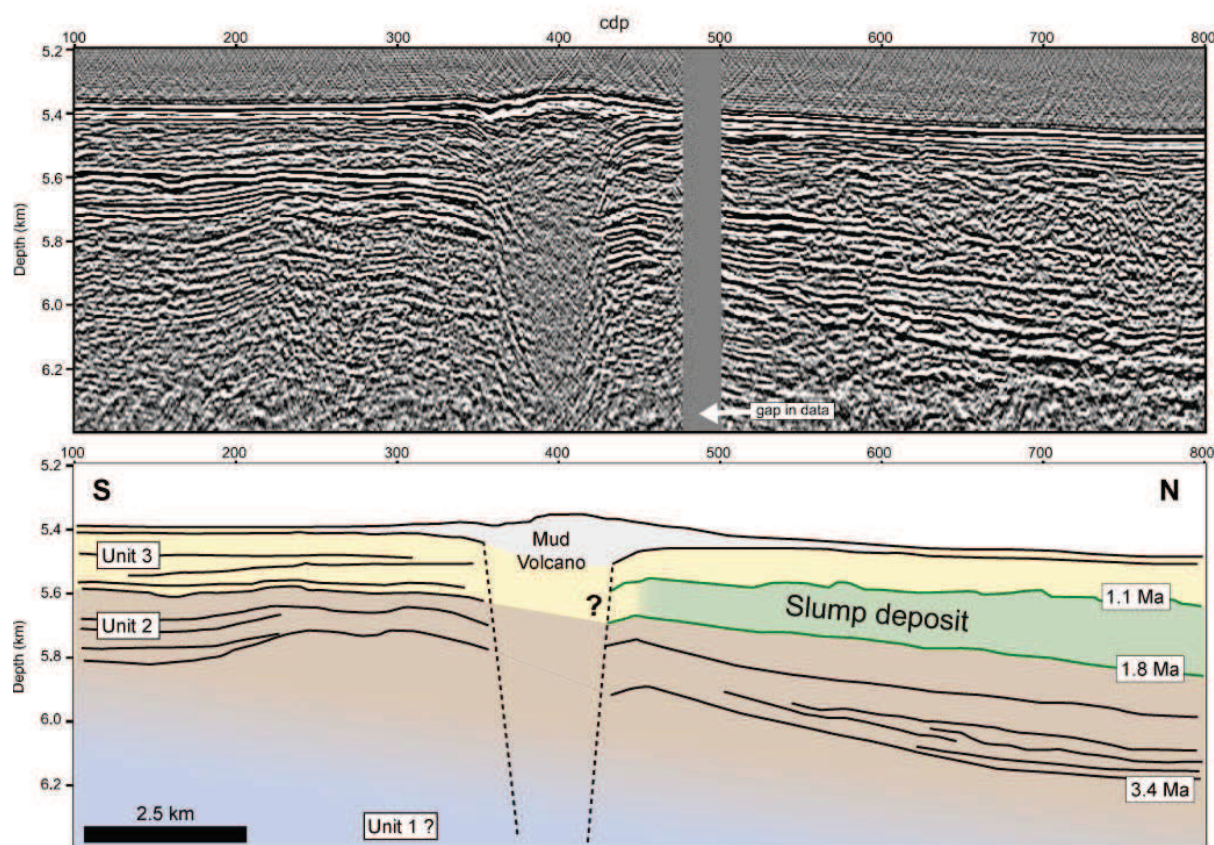 cdp
100 200 300 400 500 600 700 800
5.2
5.4
5.6
5.8
6.0
6.2
Depth (km)
gap in data
100 200 300 400 500 600 700 800
5.2
5.4
5.6
5.8
6.0
6.2
Depth (km)
S
N
Mud
Volcano
Unit 3
?
1.1 Ma
Slump deposit
Unit 2
1.8 Ma
3.4 Ma
2.5 km
Unit 1 ?